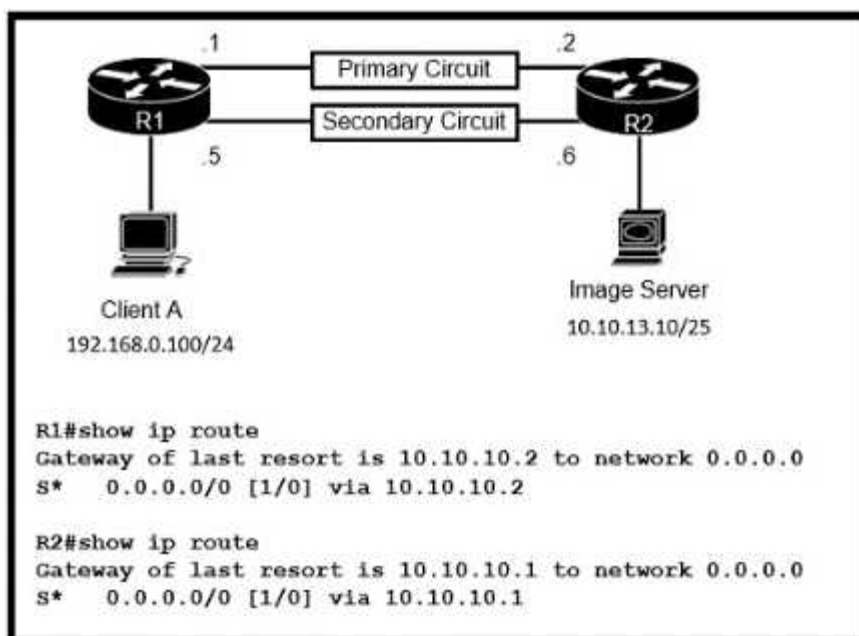 .1
.2
Primary Circuit
R1
Secondary Circuit
R2
.5
.6
Client A
192.168.0.100/24
Image Server
10.10.13.10/25
R1#show ip route
Gateway of last resort is 10.10.10.2 to network 0.0.0.0
S* 0.0.0.0/0 [1/0] via 10.10.10.2
R2#show ip route
Gateway of last resort is 10.10.10.1 to network 0.0.0.0
S* 0.0.0.0/0 [1/0] via 10.10.10.1